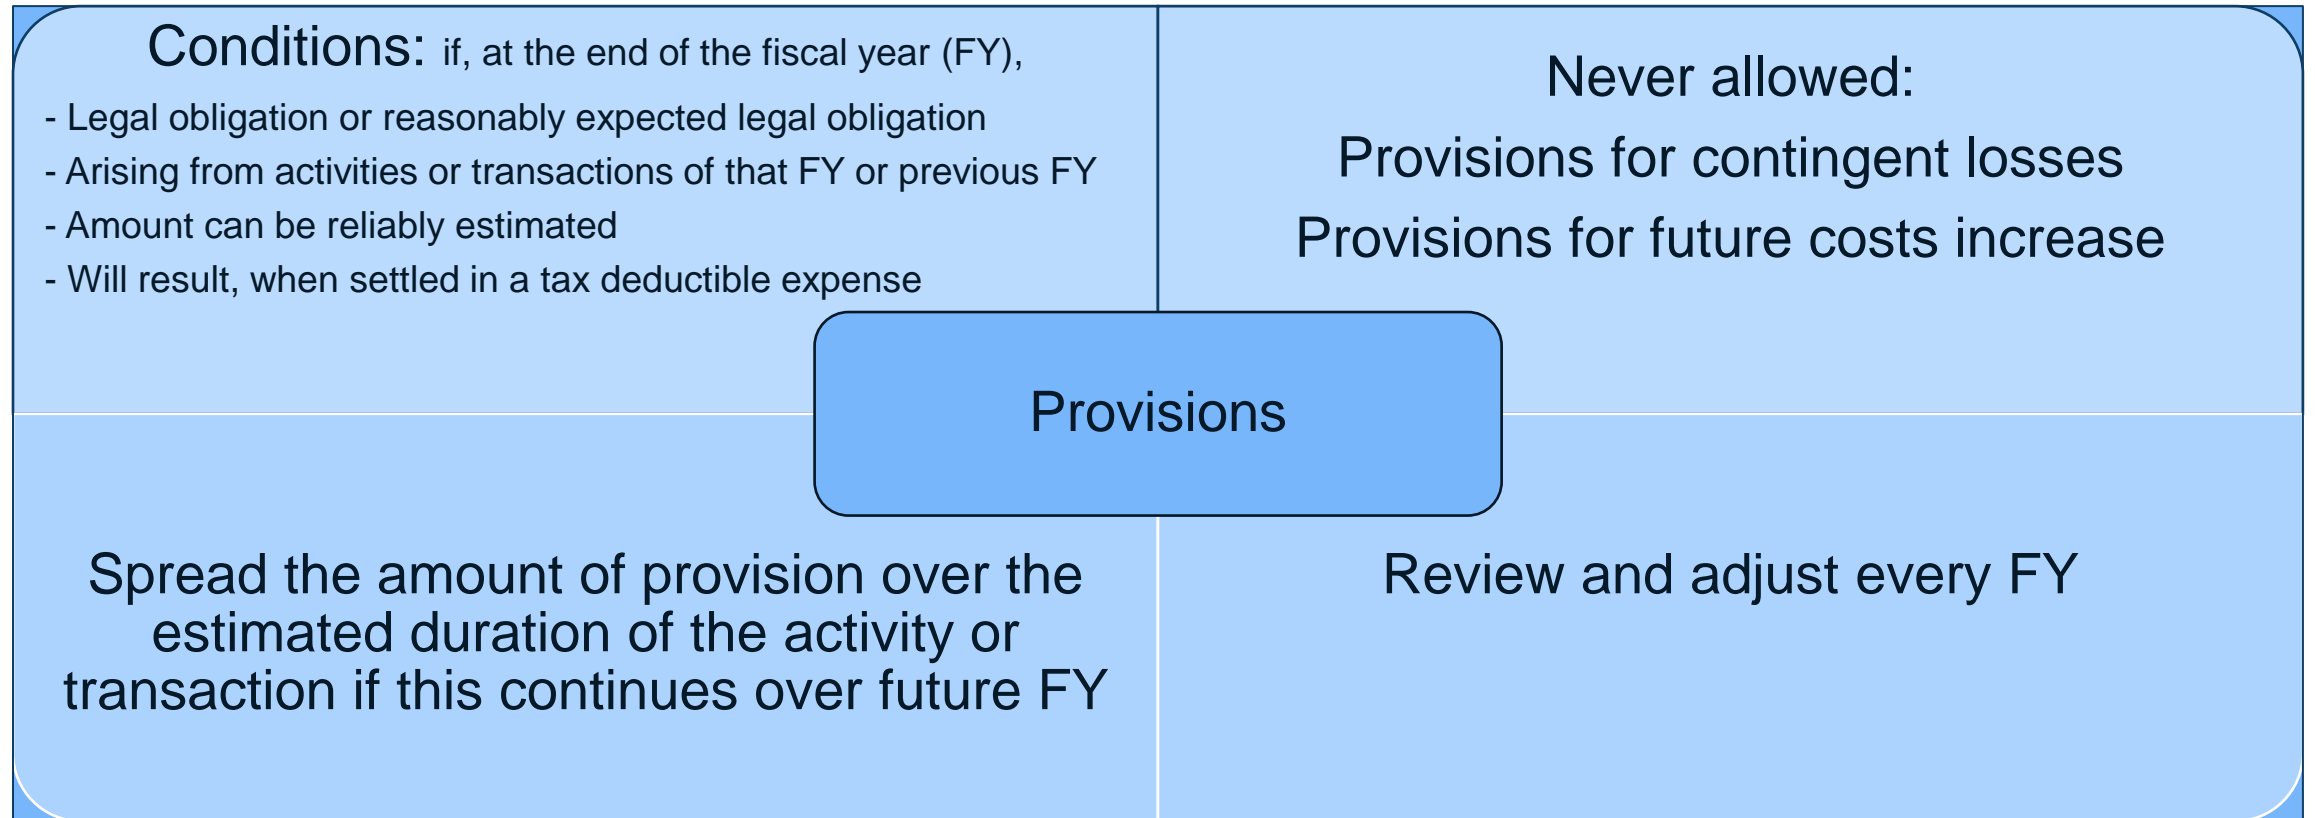 Conditions: if, at the end of the fiscal year (FY),
- Legal obligation or reasonably expected legal obligation
- Arising from activities or transactions of that FY or previous FY
- Amount can be reliably estimated
- Will result, when settled in a tax deductible expense
Never allowed:
Provisions for contingent losses
Provisions for future costs increase
Provisions
Spread the amount of provision over the
estimated duration of the activity or
transaction if this continues over future FY
Review and adjust every FY